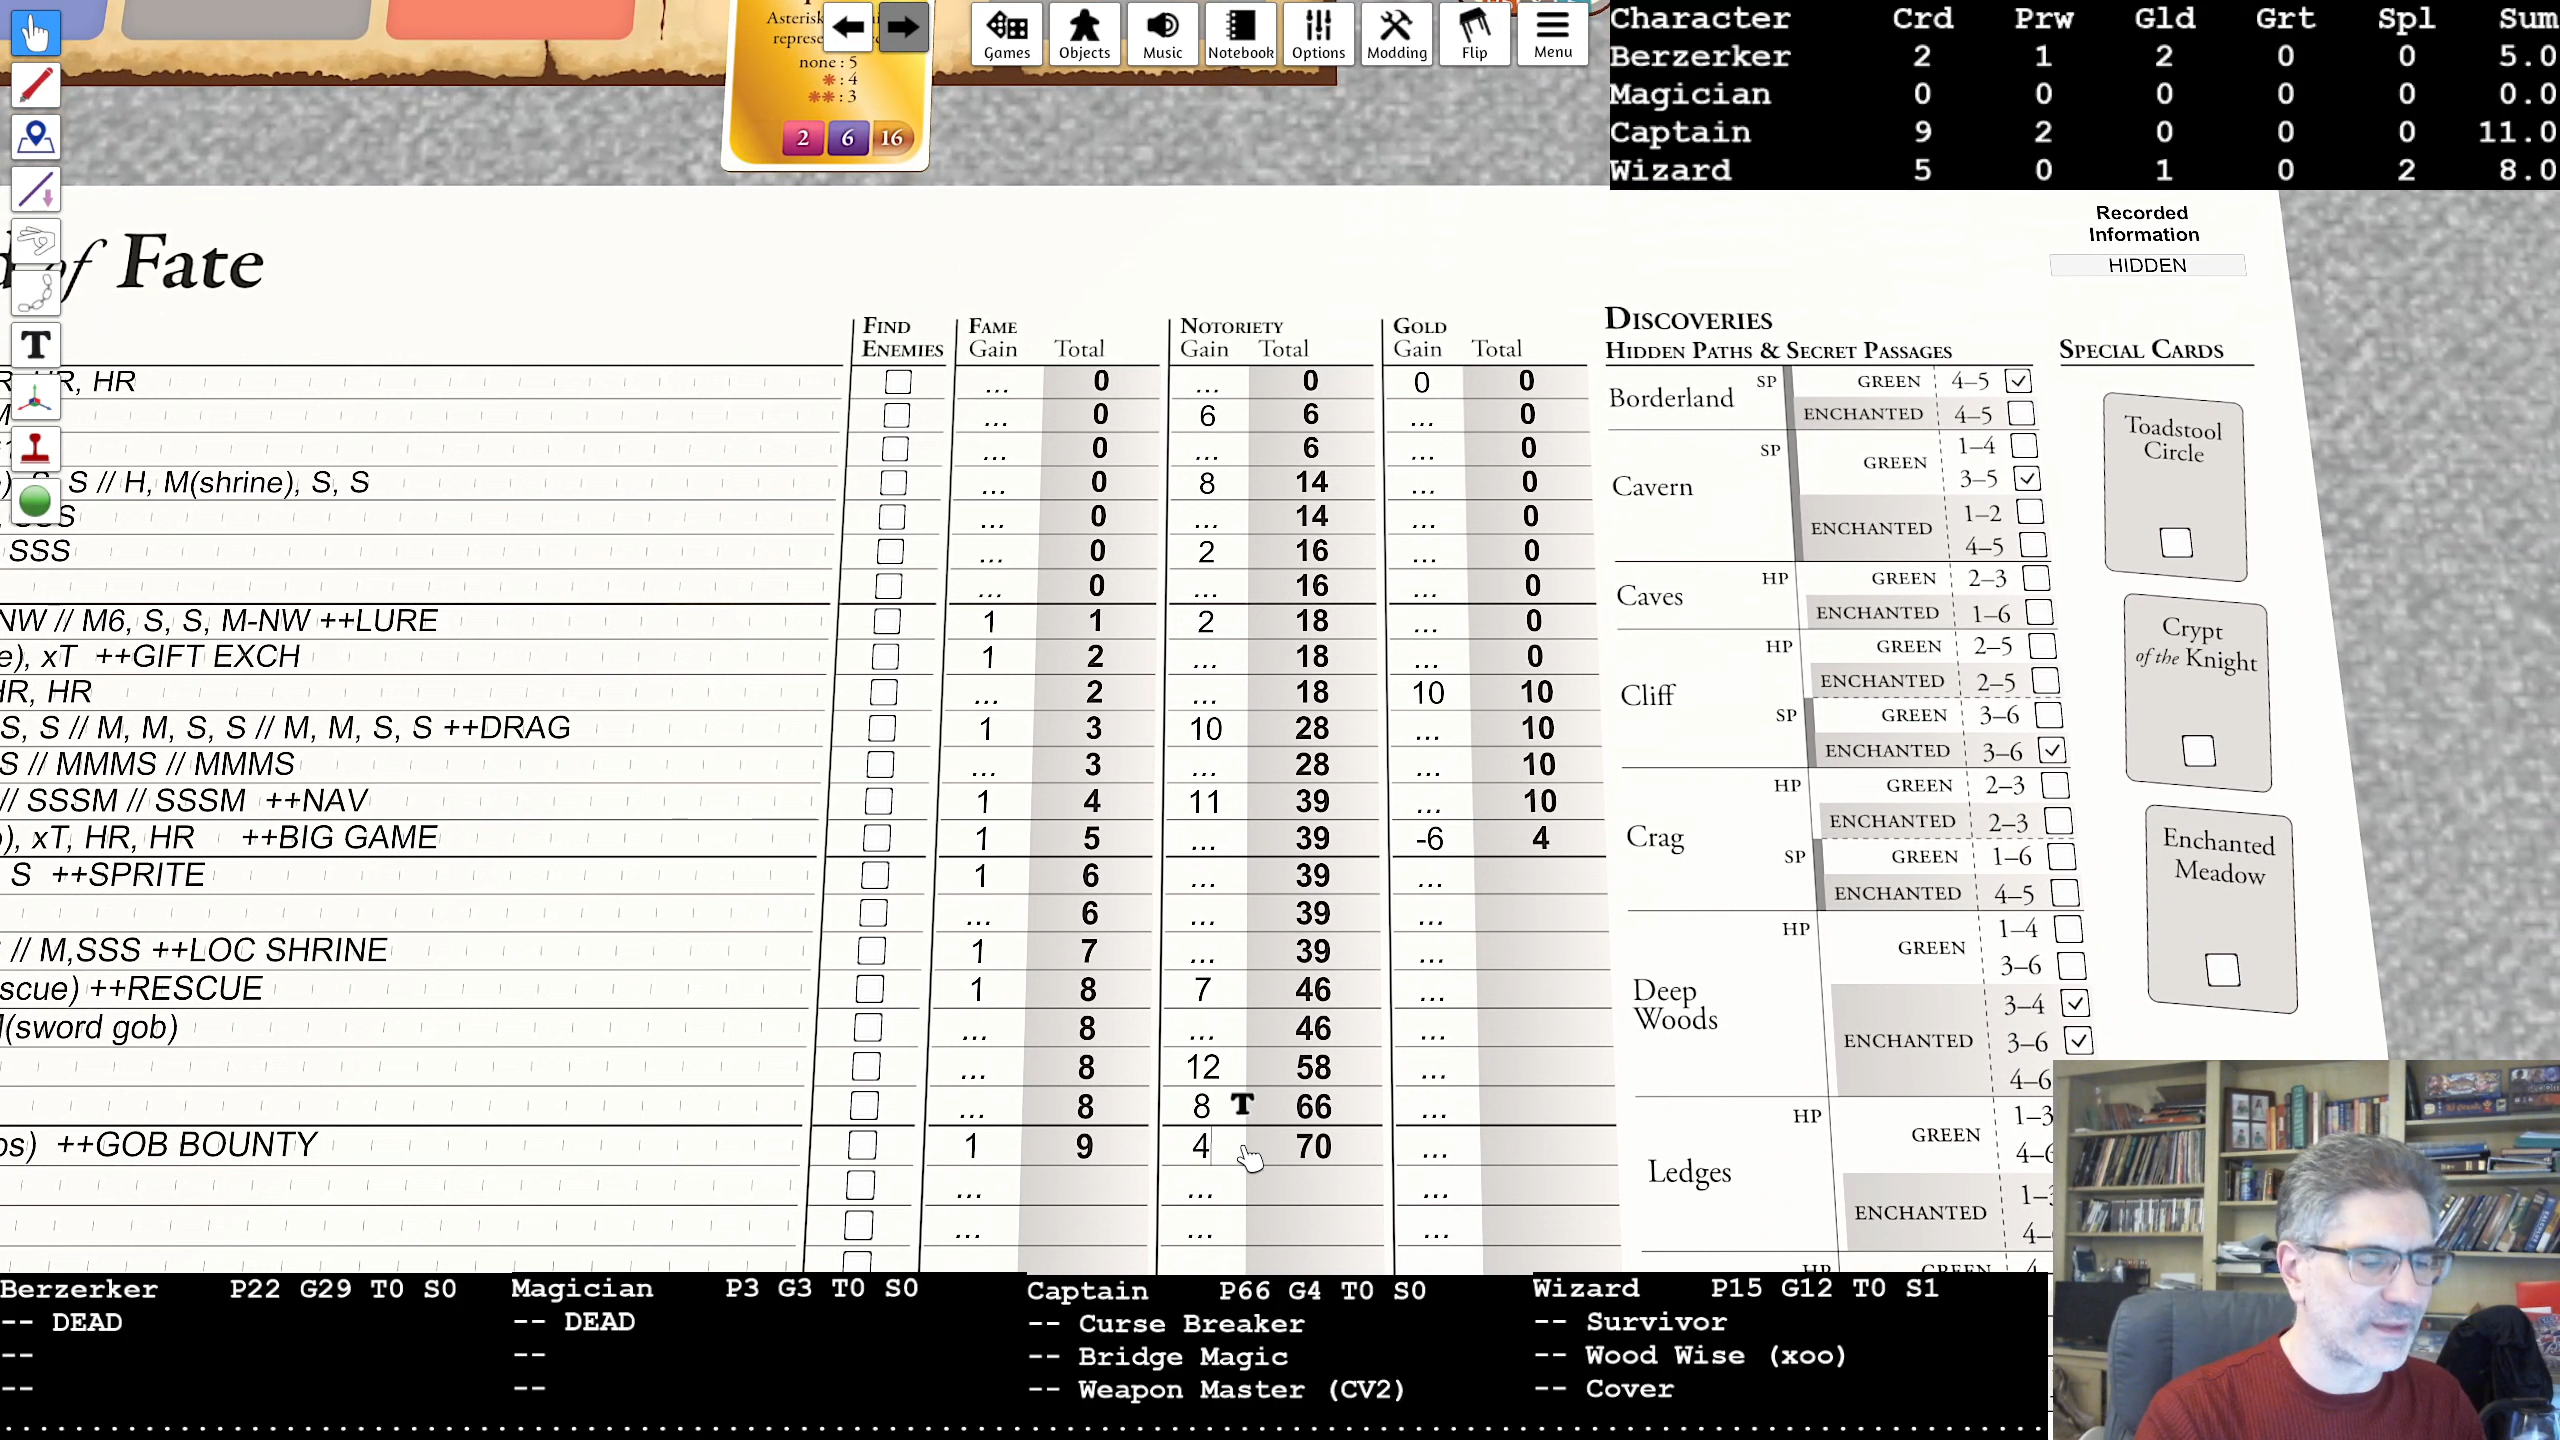 Asterisk
represe
none : 5
* : 4
** : 3
2 6 16
Games Objects Music Notebook Options Modding Flip Menu
Character Crd Prw Gld Grt Spl Sum
Berzerker 2 1 2 0 0 5.0
Magician 0 0 0 0 0 0.0
Captain 9 2 0 0 0 11.0
Wizard 5 0 1 0 2 8.0
of Fate
Recorded
Information
HIDDEN
FIND
ENEMIES
FAME
Gain Total
NOTORIETY
Gain Total
GOLD
Gain Total
HR, HR ... 0 ... 0 0 0
M ... 0 6 6 ... 0
... 0 ... 6 ... 0
S, S // H, M(shrine), S, S ... 0 8 14 ... 0
SSS ... 0 ... 14 ... 0
SSS ... 0 2 16 ... 0
... 0 ... 16 ... 0
NW // M6, S, S, M-NW ++LURE 1 1 2 18 ... 0
e), xT ++GIFT EXCH 1 2 ... 18 ... 0
HR, HR ... 2 ... 18 10 10
S, S // M, M, S, S // M, M, S, S ++DRAG 1 3 10 28 ... 10
S // MMMS // MMMS ... 3 ... 28 ... 10
// SSSM // SSSM ++NAV 1 4 11 39 ... 10
), xT, HR, HR ++BIG GAME 1 5 ... 39 -6 4
S ++SPRITE 1 6 ... 39 ...
... 6 ... 39 ...
// M,SSS ++LOC SHRINE 1 7 ... 39 ...
scue) ++RESCUE 1 8 7 46 ...
(sword gob) ... 8 ... 46 ...
... 8 12 58 ...
... 8 8 T 66 ...
os) ++GOB BOUNTY 1 9 4 70 ...
... ... ...
... ... ...
DISCOVERIES
HIDDEN PATHS & SECRET PASSAGES
Borderland SP GREEN 4–5
ENCHANTED 4–5
Cavern SP GREEN 1–4
3–5
ENCHANTED 1–2
4–5
Caves HP GREEN 2–3
ENCHANTED 1–6
Cliff HP GREEN 2–5
ENCHANTED 2–5
SP GREEN 3–6
ENCHANTED 3–6
Crag HP GREEN 2–3
ENCHANTED 2–3
SP GREEN 1–6
ENCHANTED 4–5
Deep
Woods
HP GREEN 1–4
3–6
ENCHANTED 3–4
3–6
4–6
Ledges HP GREEN 1–3
4–6
ENCHANTED 1–3
4–
HP GREEN
SPECIAL CARDS
Toadstool
Circle
Crypt
of the Knight
Enchanted
Meadow
Berzerker P22 G29 T0 S0
-- DEAD
--
--
Magician P3 G3 T0 S0
-- DEAD
--
--
Captain P66 G4 T0 S0
-- Curse Breaker
-- Bridge Magic
-- Weapon Master (CV2)
Wizard P15 G12 T0 S1
-- Survivor
-- Wood Wise (xoo)
-- Cover